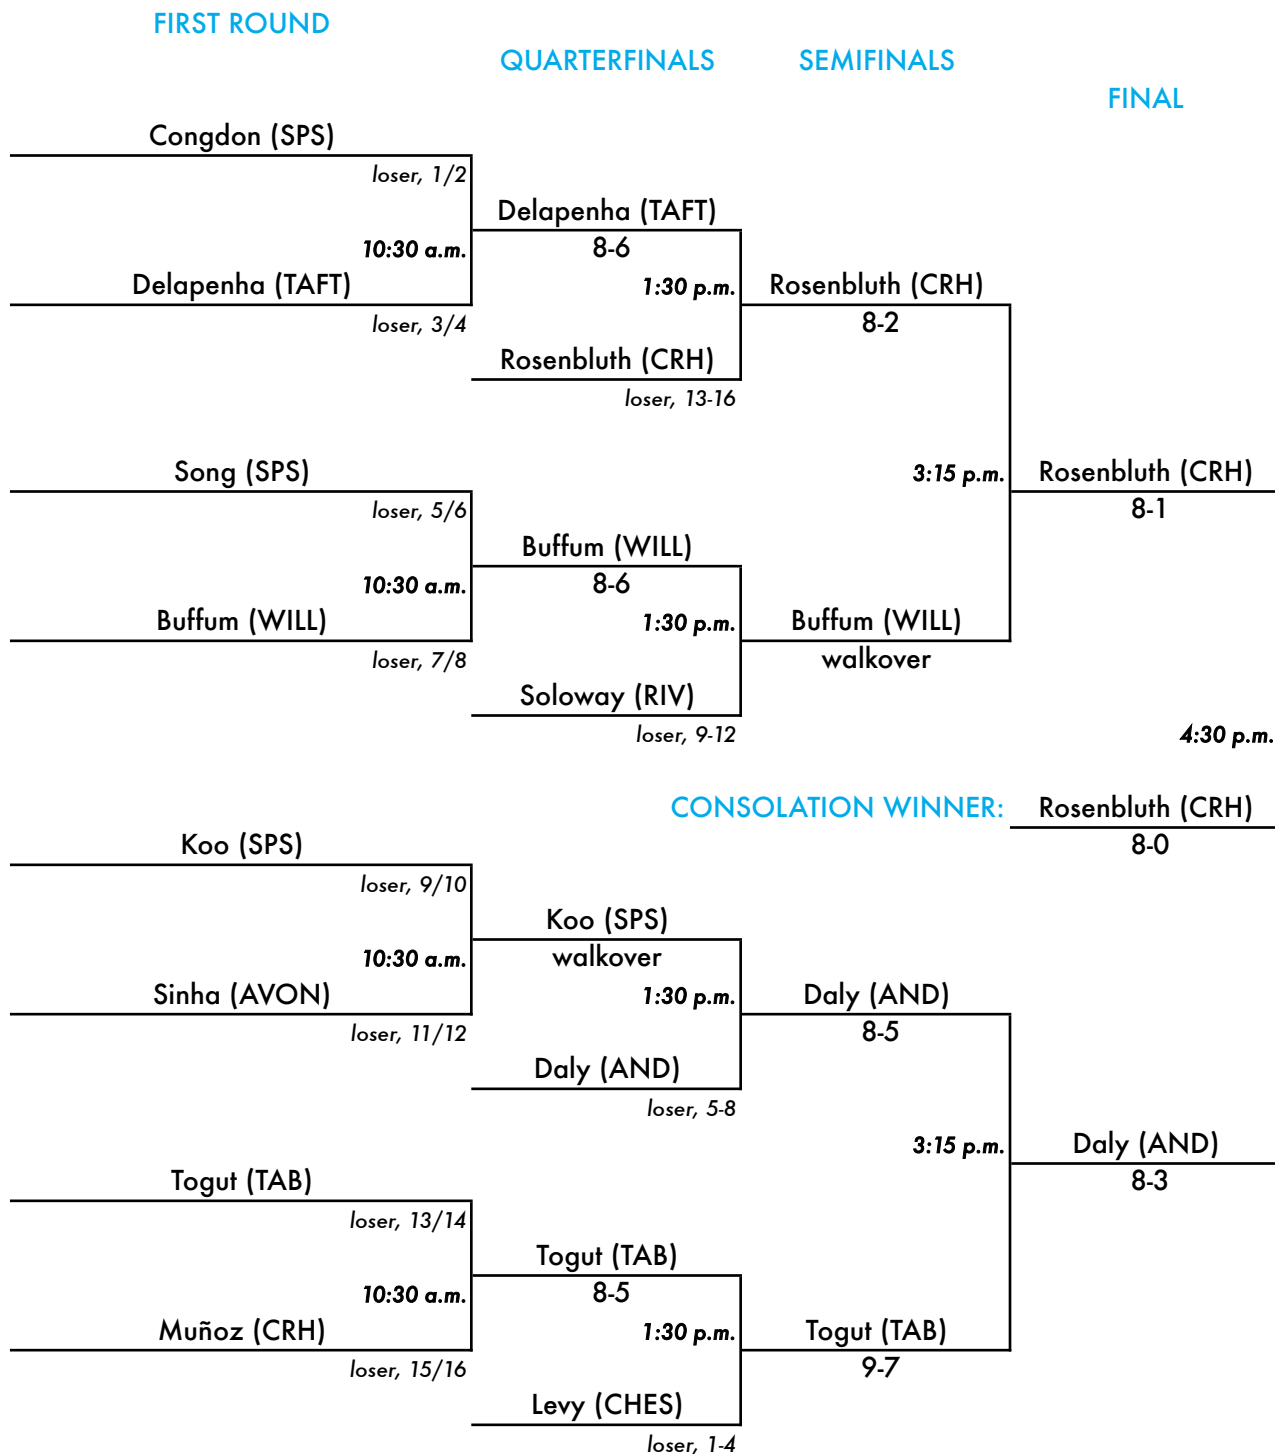 FIRST ROUND
QUARTERFINALS SEMIFINALS
FINAL
Congdon (SPS)
loser, 1/2
Delapenha (TAFT)
10:30 a.m. 8-6
Delapenha (TAFT) 1:30 p.m. Rosenbluth (CRH)
loser, 3/4 8-2
Rosenbluth (CRH)
loser, 13-16
Song (SPS) 3:15 p.m. Rosenbluth (CRH)
loser, 5/6 8-1
Buffum (WILL)
10:30 a.m. 8-6
Buffum (WILL) 1:30 p.m. Buffum (WILL)
loser, 7/8 walkover
Soloway (RIV)
loser, 9-12 4:30 p.m.
CONSOLATION WINNER: Rosenbluth (CRH)
Koo (SPS) 8-0
loser, 9/10
Koo (SPS)
10:30 a.m. walkover
Sinha (AVON) 1:30 p.m. Daly (AND)
loser, 11/12 8-5
Daly (AND)
loser, 5-8
3:15 p.m. Daly (AND)
Togut (TAB) 8-3
loser, 13/14
Togut (TAB)
10:30 a.m. 8-5
Muñoz (CRH) 1:30 p.m. Togut (TAB)
loser, 15/16 9-7
Levy (CHES)
loser, 1-4